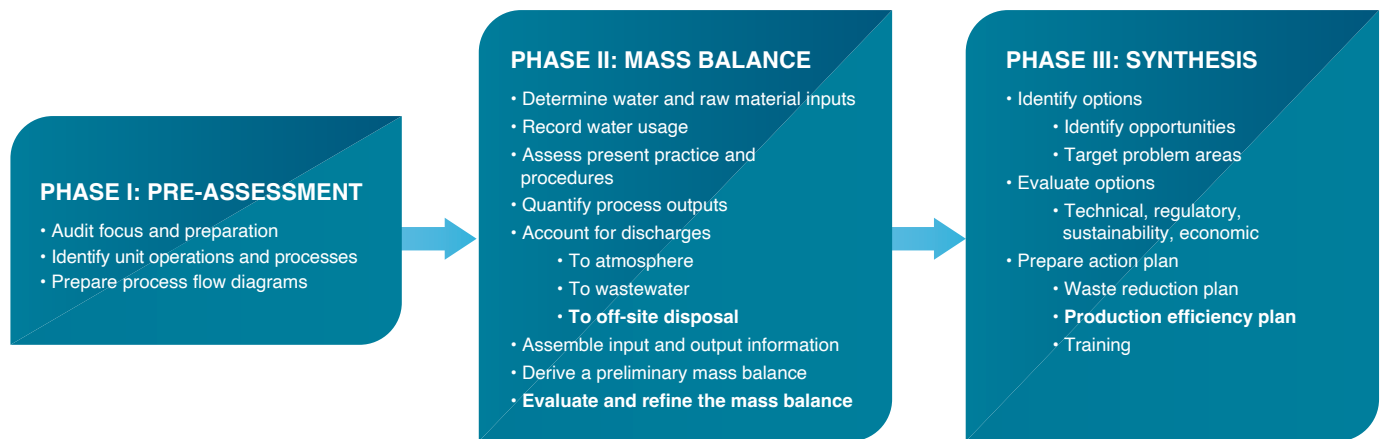 PHASE I: PRE-ASSESSMENT
• Audit focus and preparation
• Identify unit operations and processes
• Prepare process flow diagrams
PHASE II: MASS BALANCE
• Determine water and raw material inputs
• Record water usage
• Assess present practice and
procedures
• Quantify process outputs
• Account for discharges
• To atmosphere
• To wastewater
• To off-site disposal
• Assemble input and output information
• Derive a preliminary mass balance
• Evaluate and refine the mass balance
PHASE III: SYNTHESIS
• Identify options
• Identify opportunities
• Target problem areas
• Evaluate options
• Technical, regulatory,
sustainability, economic
• Prepare action plan
• Waste reduction plan
• Production efficiency plan
• Training